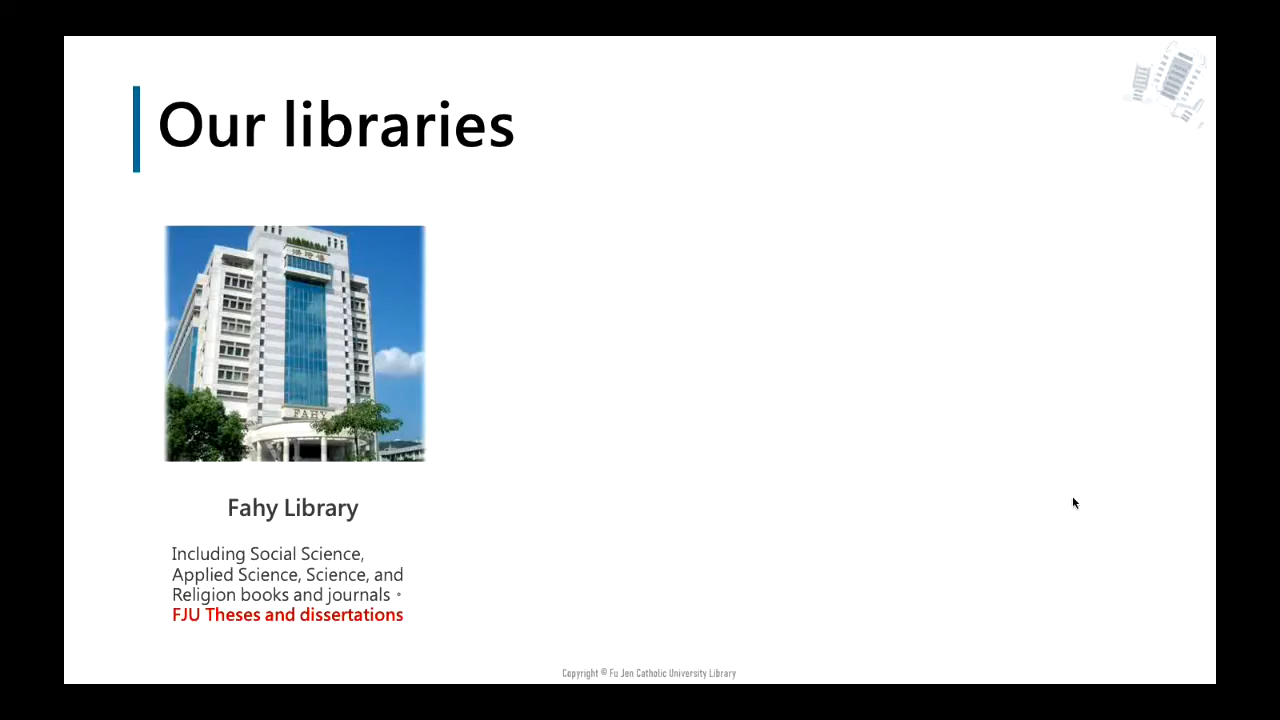 Our libraries
FAHY
Fahy Library
Including Social Science,
Applied Science, Science, and
Religion books and journals。
FJU Theses and dissertations
Copyright © Fu Jen Catholic University Library